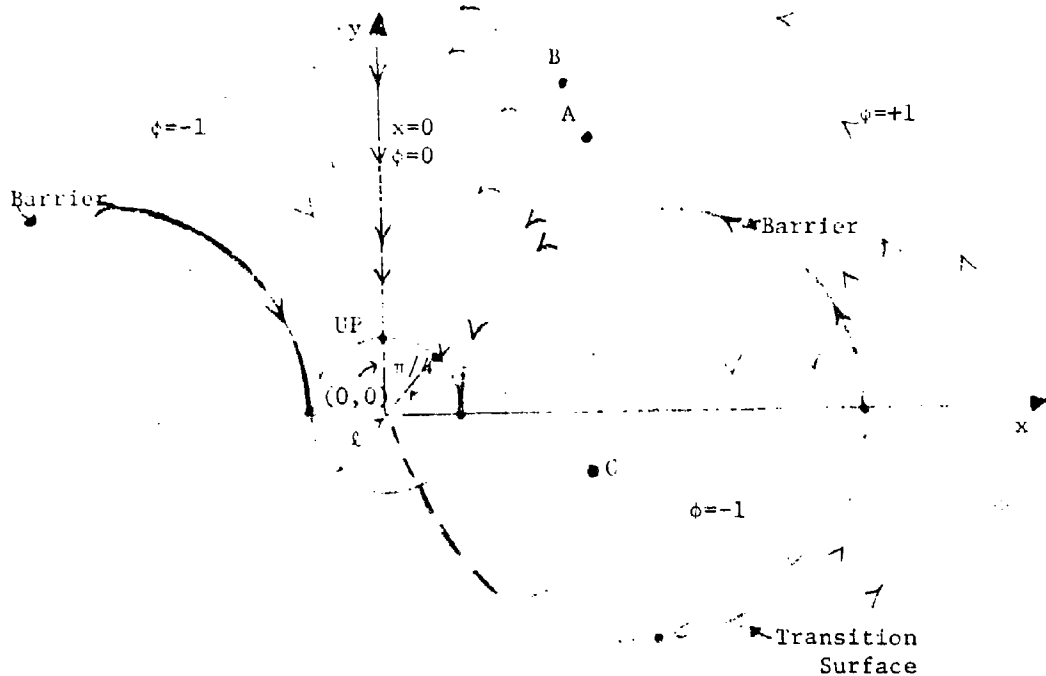 y
B
A
ϕ=-1
x=0
ϕ=0
φ=+1
Barrier
Barrier
UP
π/4
(0,0)
r
ℓ
x
C
ϕ=-1
Transition
Surface